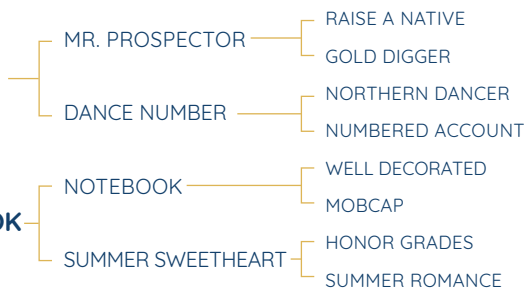 MR. PROSPECTOR
RAISE A NATIVE
GOLD DIGGER
DANCE NUMBER
NORTHERN DANCER
NUMBERED ACCOUNT
OK
NOTEBOOK
WELL DECORATED
MOBCAP
SUMMER SWEETHEART
HONOR GRADES
SUMMER ROMANCE